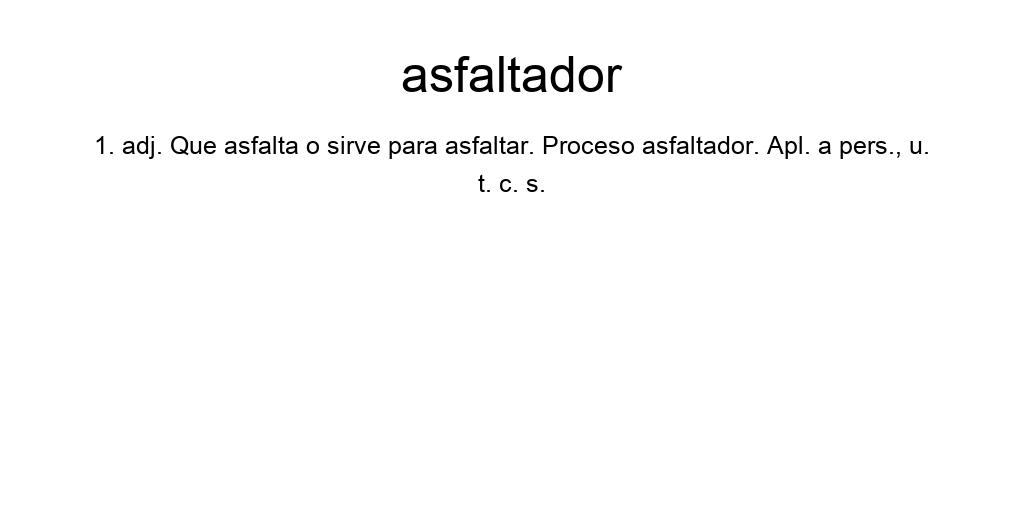 asfaltador
1. adj. Que asfalta o sirve para asfaltar. Proceso asfaltador. Apl. a pers., u.
t. c. s.